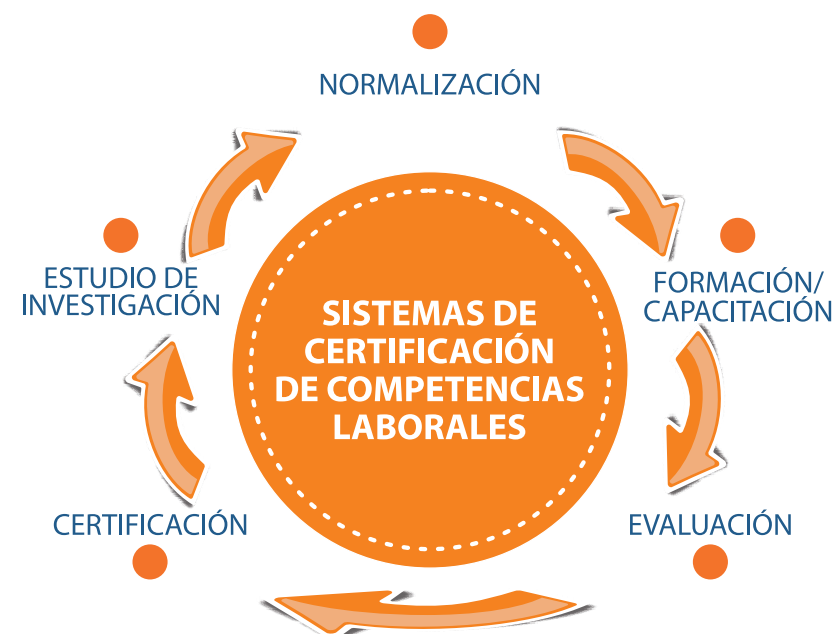 NORMALIZACIÓN
ESTUDIO DE
INVESTIGACIÓN
FORMACIÓN/
CAPACITACIÓN
SISTEMAS DE
CERTIFICACIÓN
DE COMPETENCIAS
LABORALES
CERTIFICACIÓN
EVALUACIÓN